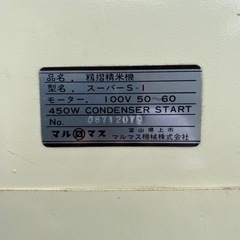 品名. 籾摺精米機
型名. スーパーS-1
モーター. 100V 50~60
450W CONDENSER START
No.
マルマス 富山県上市
マルマス機械株式会社